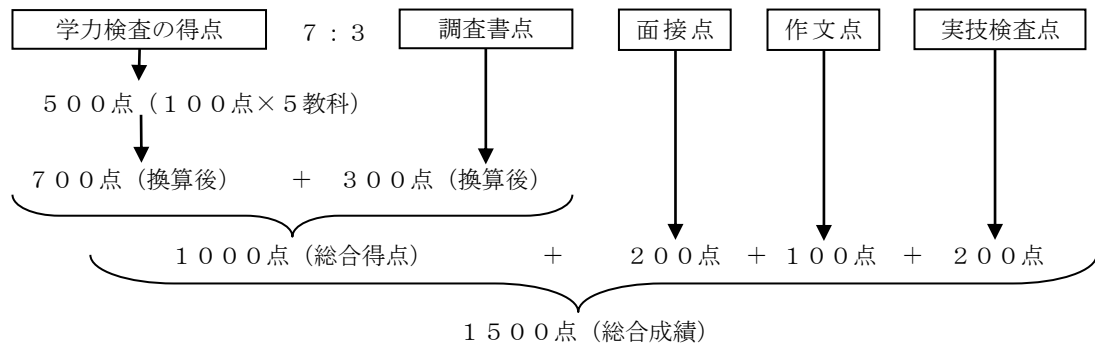 学力検査の得点 ７：３ 調査書点 面接点 作文点 実技検査点
５００点（１００点×５教科）
７００点（換算後） ＋ ３００点（換算後）
１０００点（総合得点） ＋ ２００点 ＋ １００点 ＋ ２００点
１５００点（総合成績）